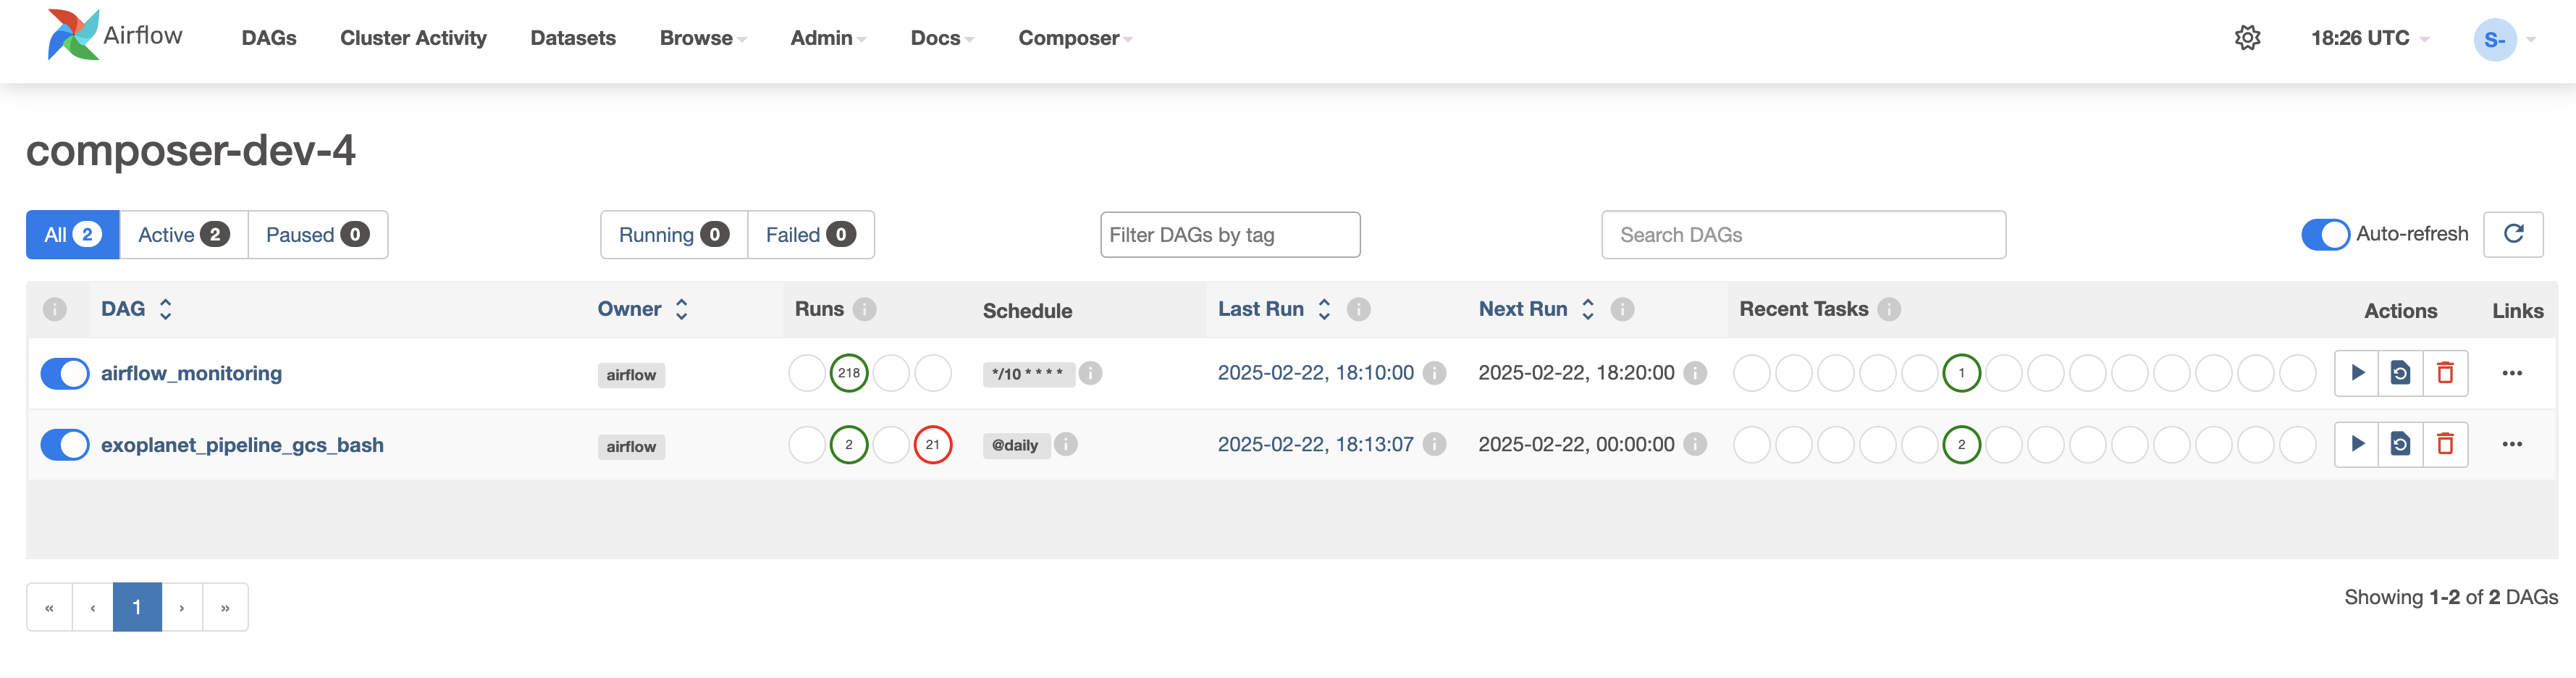 Airflow DAGs Cluster Activity Datasets Browse Admin Docs Composer 18:26 UTC S-
composer-dev-4
All 2 Active 2 Paused 0 Running 0 Failed 0 Filter DAGs by tag Search DAGs Auto-refresh
i DAG Owner Runs i Schedule Last Run i Next Run i Recent Tasks i Actions Links
airflow_monitoring airflow 218 */10 * * * * i 2025-02-22, 18:10:00 i 2025-02-22, 18:20:00 i 1 ...
exoplanet_pipeline_gcs_bash airflow 2 21 @daily i 2025-02-22, 18:13:07 i 2025-02-22, 00:00:00 i 2 ...
« ‹ 1 › » Showing 1-2 of 2 DAGs